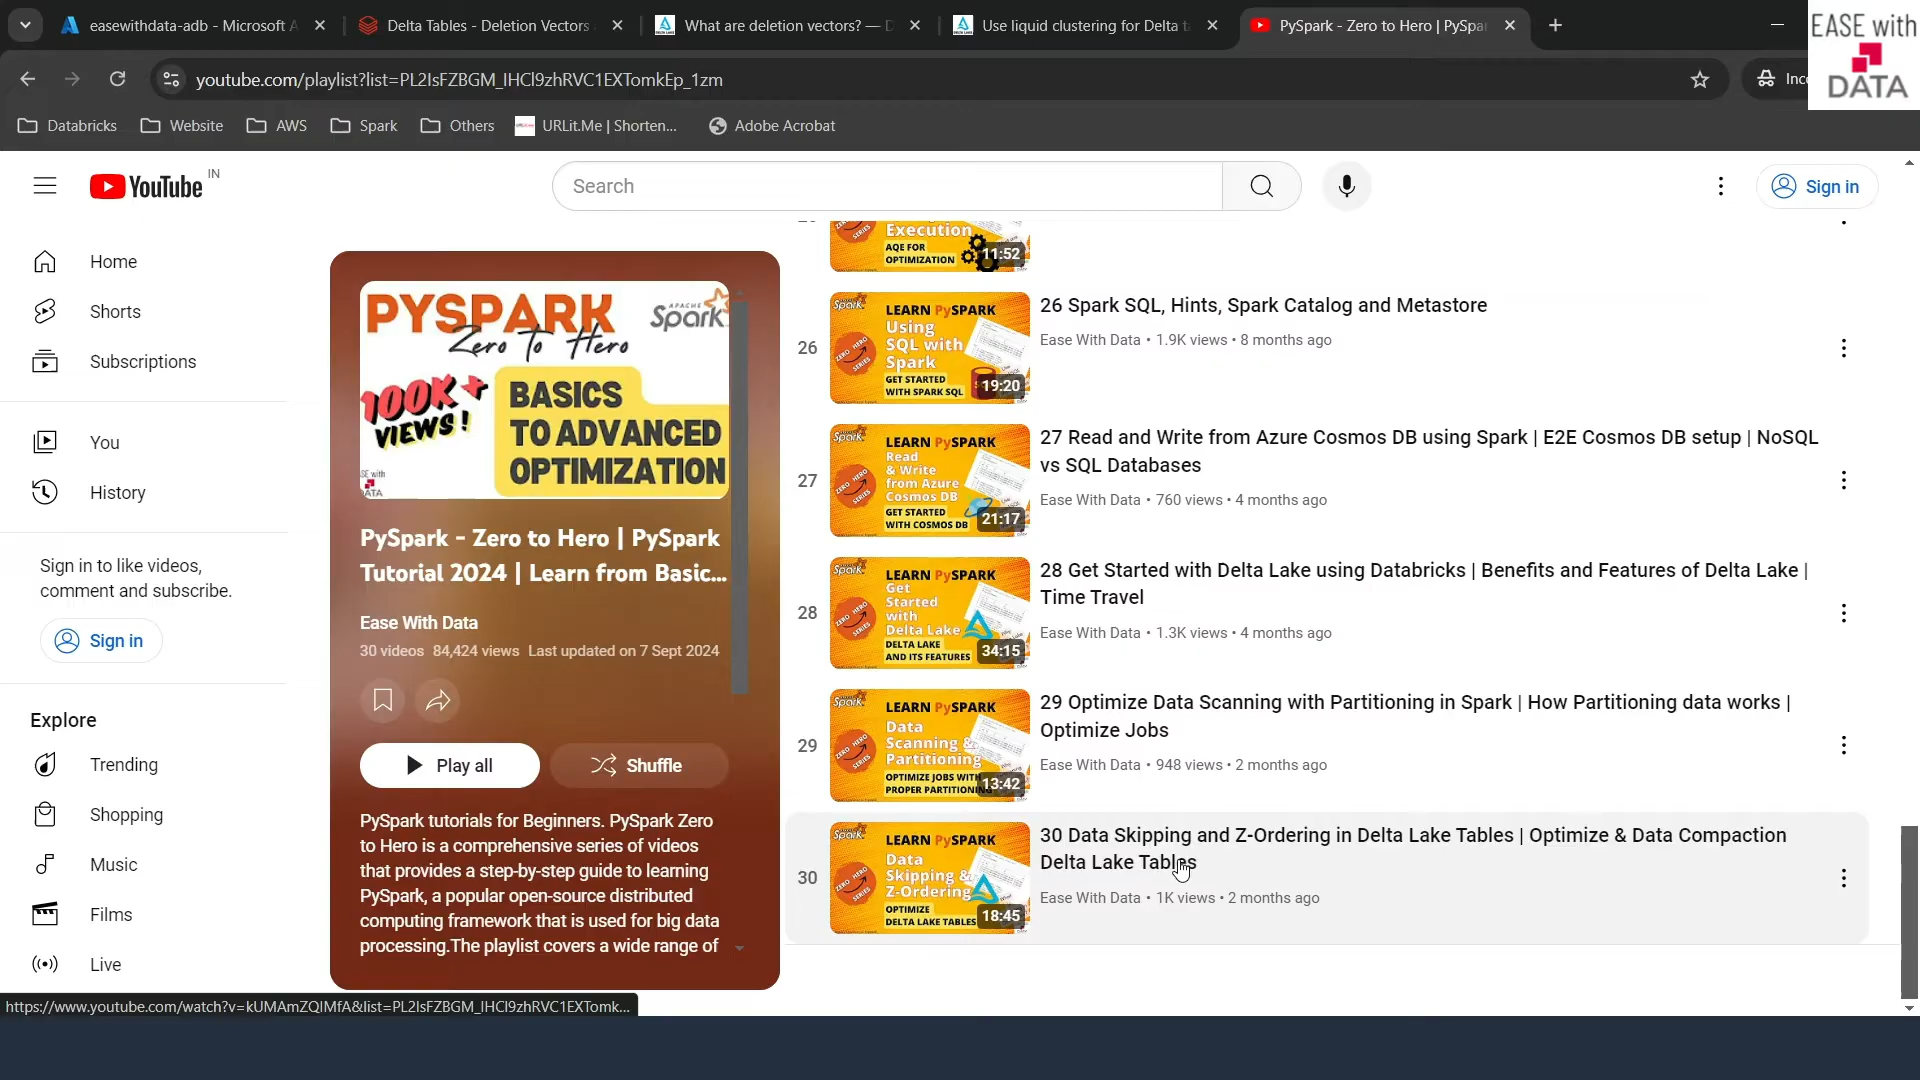 easewithdata-adb - Microsoft A
Delta Tables - Deletion Vectors
What are deletion vectors? — D
Use liquid clustering for Delta t
PySpark - Zero to Hero | PySpar
EASE with
DATA
youtube.com/playlist?list=PL2IsFZBGM_IHCl9zhRVC1EXTomkEp_1zm
Databricks
Website
AWS
Spark
Others
URLit.Me | Shorten...
Adobe Acrobat
YouTube IN
Search
Sign in
Home
Shorts
Subscriptions
You
History
Sign in to like videos,
comment and subscribe.
Sign in
Explore
Trending
Shopping
Music
Films
Live
PYSPARK
Zero To Hero
APACHE
Spark
100K+
VIEWS!
BASICS
TO ADVANCED
OPTIMIZATION
PySpark - Zero to Hero | PySpark
Tutorial 2024 | Learn from Basic...
Ease With Data
30 videos 84,424 views Last updated on 7 Sept 2024
Play all
Shuffle
PySpark tutorials for Beginners. PySpark Zero
to Hero is a comprehensive series of videos
that provides a step-by-step guide to learning
PySpark, a popular open-source distributed
computing framework that is used for big data
processing.The playlist covers a wide range of
Execution
AQE FOR
OPTIMIZATION
11:52
26
LEARN PySPARK
Using
SQL with
Spark
GET STARTED
WITH SPARK SQL
19:20
26 Spark SQL, Hints, Spark Catalog and Metastore
Ease With Data • 1.9K views • 8 months ago
27
LEARN PySPARK
Read
& Write
from Azure
Cosmos DB
GET STARTED
WITH COSMOS DB
21:17
27 Read and Write from Azure Cosmos DB using Spark | E2E Cosmos DB setup | NoSQL
vs SQL Databases
Ease With Data • 760 views • 4 months ago
28
LEARN PySPARK
Get
Started
with
Delta Lake
DELTA LAKE
AND ITS FEATURES
34:15
28 Get Started with Delta Lake using Databricks | Benefits and Features of Delta Lake |
Time Travel
Ease With Data • 1.3K views • 4 months ago
29
LEARN PySPARK
Data
Scanning &
Partitioning
OPTIMIZE JOBS WITH
PROPER PARTITIONING
13:42
29 Optimize Data Scanning with Partitioning in Spark | How Partitioning data works |
Optimize Jobs
Ease With Data • 948 views • 2 months ago
30
LEARN PySPARK
Data
Skipping &
Z-Ordering
OPTIMIZE
DELTA LAKE TABLES
18:45
30 Data Skipping and Z-Ordering in Delta Lake Tables | Optimize & Data Compaction
Delta Lake Tables
Ease With Data • 1K views • 2 months ago
https://www.youtube.com/watch?v=kUMAmZQIMfA&list=PL2IsFZBGM_IHCl9zhRVC1EXTomk...